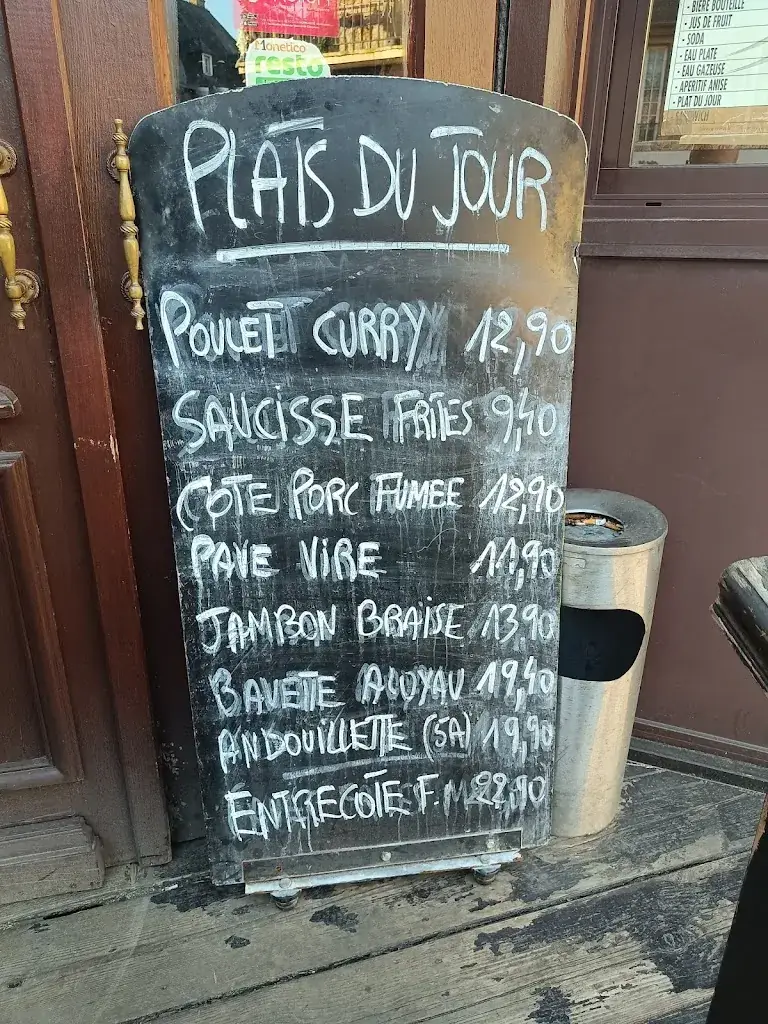 Monetico
resto
- BIÈRE BOUTEILLE
- JUS DE FRUIT
- SODA
- EAU PLATE
- EAU GAZEUSE
- APERITIF ANISE
- PLAT DU JOUR
PLATS DU JOUR
POULET CURRY 12,90
SAUCISSE FRITES 9,40
COTE PORC FUMEE 12,90
PAVE VIRE 11,90
JAMBON BRAISE 13,90
BAVETTE ALOYAU 19,40
ANDOUILLETTE (5A) 19,90
ENTRECOTE F. M 22,90